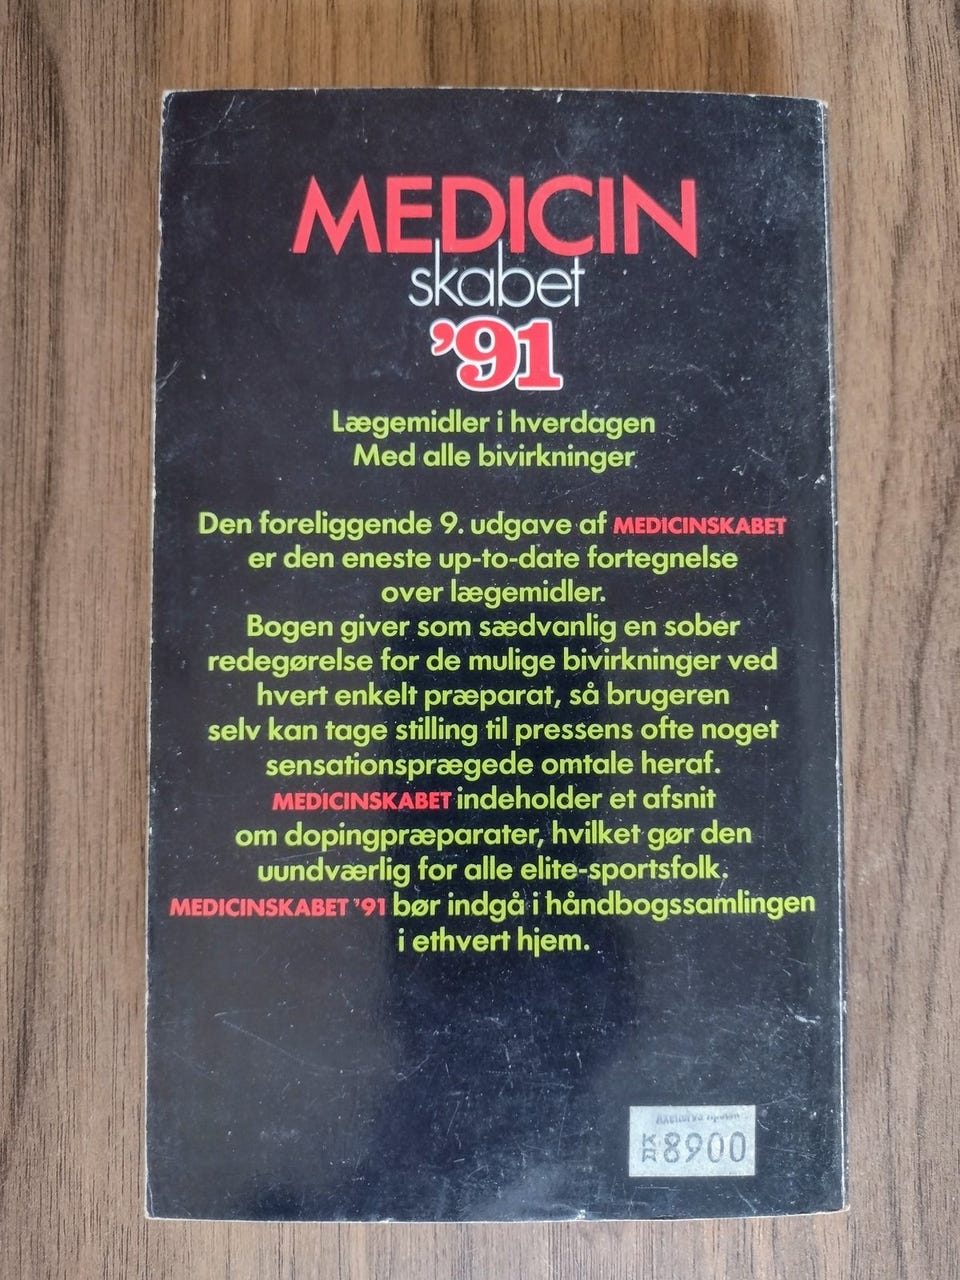 MEDICIN
skabet
’91
Lægemidler i hverdagen
Med alle bivirkninger
Den foreliggende 9. udgave af MEDICINSKABET
er den eneste up-to-date fortegnelse
over lægemidler.
Bogen giver som sædvanlig en sober
redegørelse for de mulige bivirkninger ved
hvert enkelt præparat, så brugeren
selv kan tage stilling til pressens ofte noget
sensationsprægede omtale heraf.
MEDICINSKABET indeholder et afsnit
om dopingpræparater, hvilket gør den
uundværlig for alle elite-sportsfolk.
MEDICINSKABET ’91 bør indgå i håndbogssamlingen
i ethvert hjem.
KR 8900